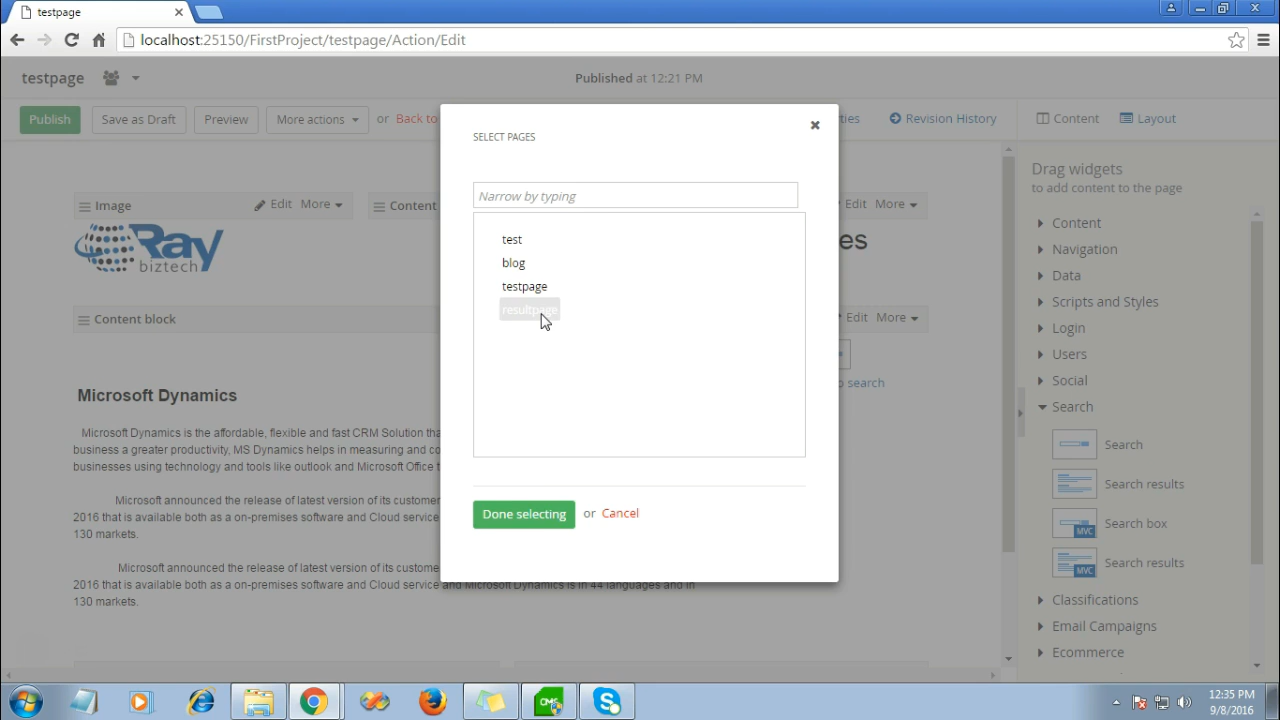 testpage
localhost:25150/FirstProject/testpage/Action/Edit
testpage
Published at 12:21 PM
Publish
Save as Draft
Preview
More actions
or Back to
Revision History
Content
Layout
SELECT PAGES
Narrow by typing
test
blog
testpage
resultpage
Done selecting
or Cancel
Image
Edit More
Content
Edit More
Ray
biztech
Content block
Edit More
search
Microsoft Dynamics
Microsoft Dynamics is the affordable, flexible and fast CRM Solution
business a greater productivity, MS Dynamics helps in measuring and
businesses using technology and tools like outlook and Microsoft Office
Microsoft announced the release of latest version of its
2016 that is available both as a on-premises software and Cloud
130 markets.
Microsoft announced the release of latest version of its
2016 that is available both as a on-premises software and Cloud service and Microsoft Dynamics is in 44 languages and in
130 markets.
Drag widgets
to add content to the page
Content
Navigation
Data
Scripts and Styles
Login
Users
Social
Search
Search
Search results
Search box
MVC
Search results
MVC
Classifications
Email Campaigns
Ecommerce
CMS
12:35 PM
9/8/2016